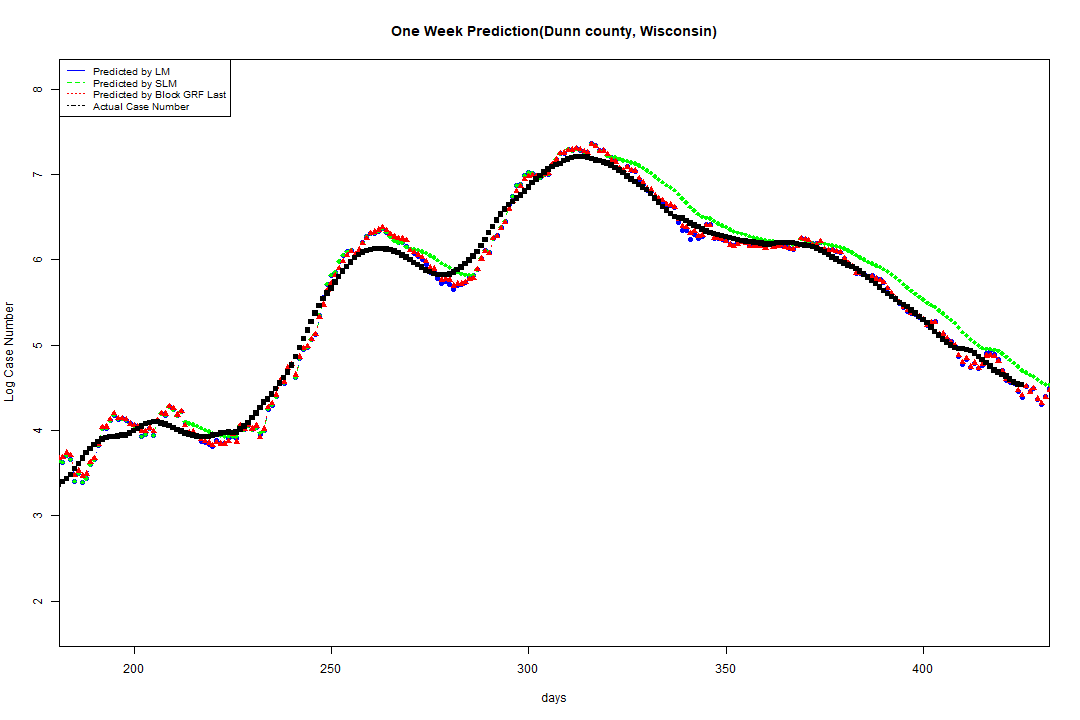 One Week Prediction(Dunn county, Wisconsin)
Predicted by LM
Predicted by SLM
Predicted by Block GRF Last
Actual Case Number
8
7
6
5
4
3
2
Log Case Number
200 250 300 350 400
days